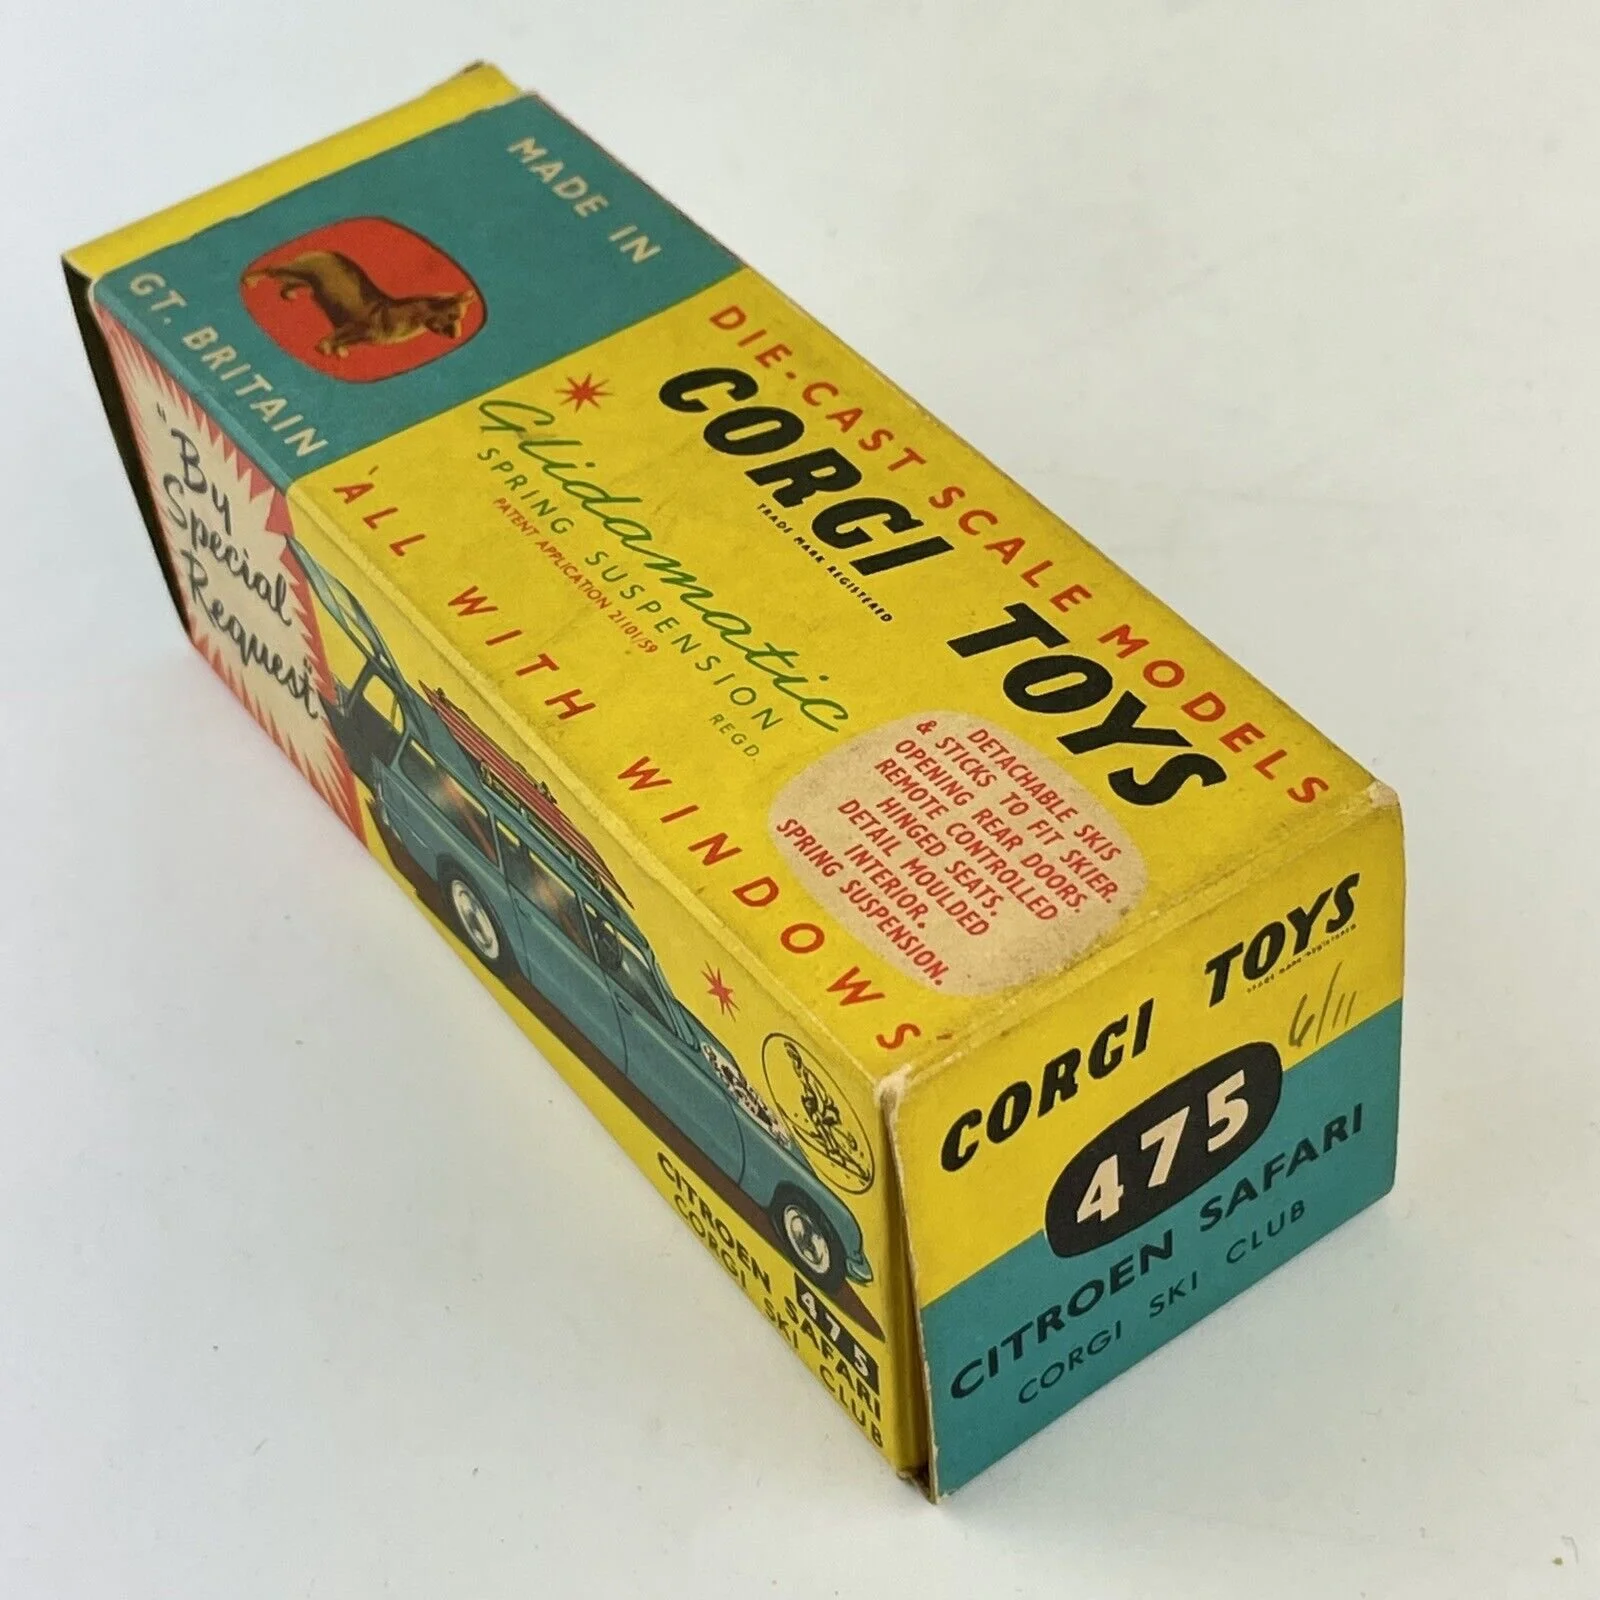 MADE IN
GT. BRITAIN
DIE-CAST SCALE MODELS
CORGI TOYS
TRADE MARK REGISTERED
Glidamatic
SPRING SUSPENSION
REGD.
PATENT APPLICATION 21101/59
'ALL WITH WINDOWS'
DETACHABLE SKIS
& STICKS TO FIT SKIER.
OPENING REAR DOORS.
REMOTE CONTROLLED
HINGED SEATS.
DETAIL MOULDED
INTERIOR.
SPRING SUSPENSION.
"By
Special
Request"
475
CITROEN SAFARI
CORGI SKI CLUB
CORGI TOYS
TRADE MARK REGISTERED
6/11
475
CITROEN SAFARI
CORGI SKI CLUB